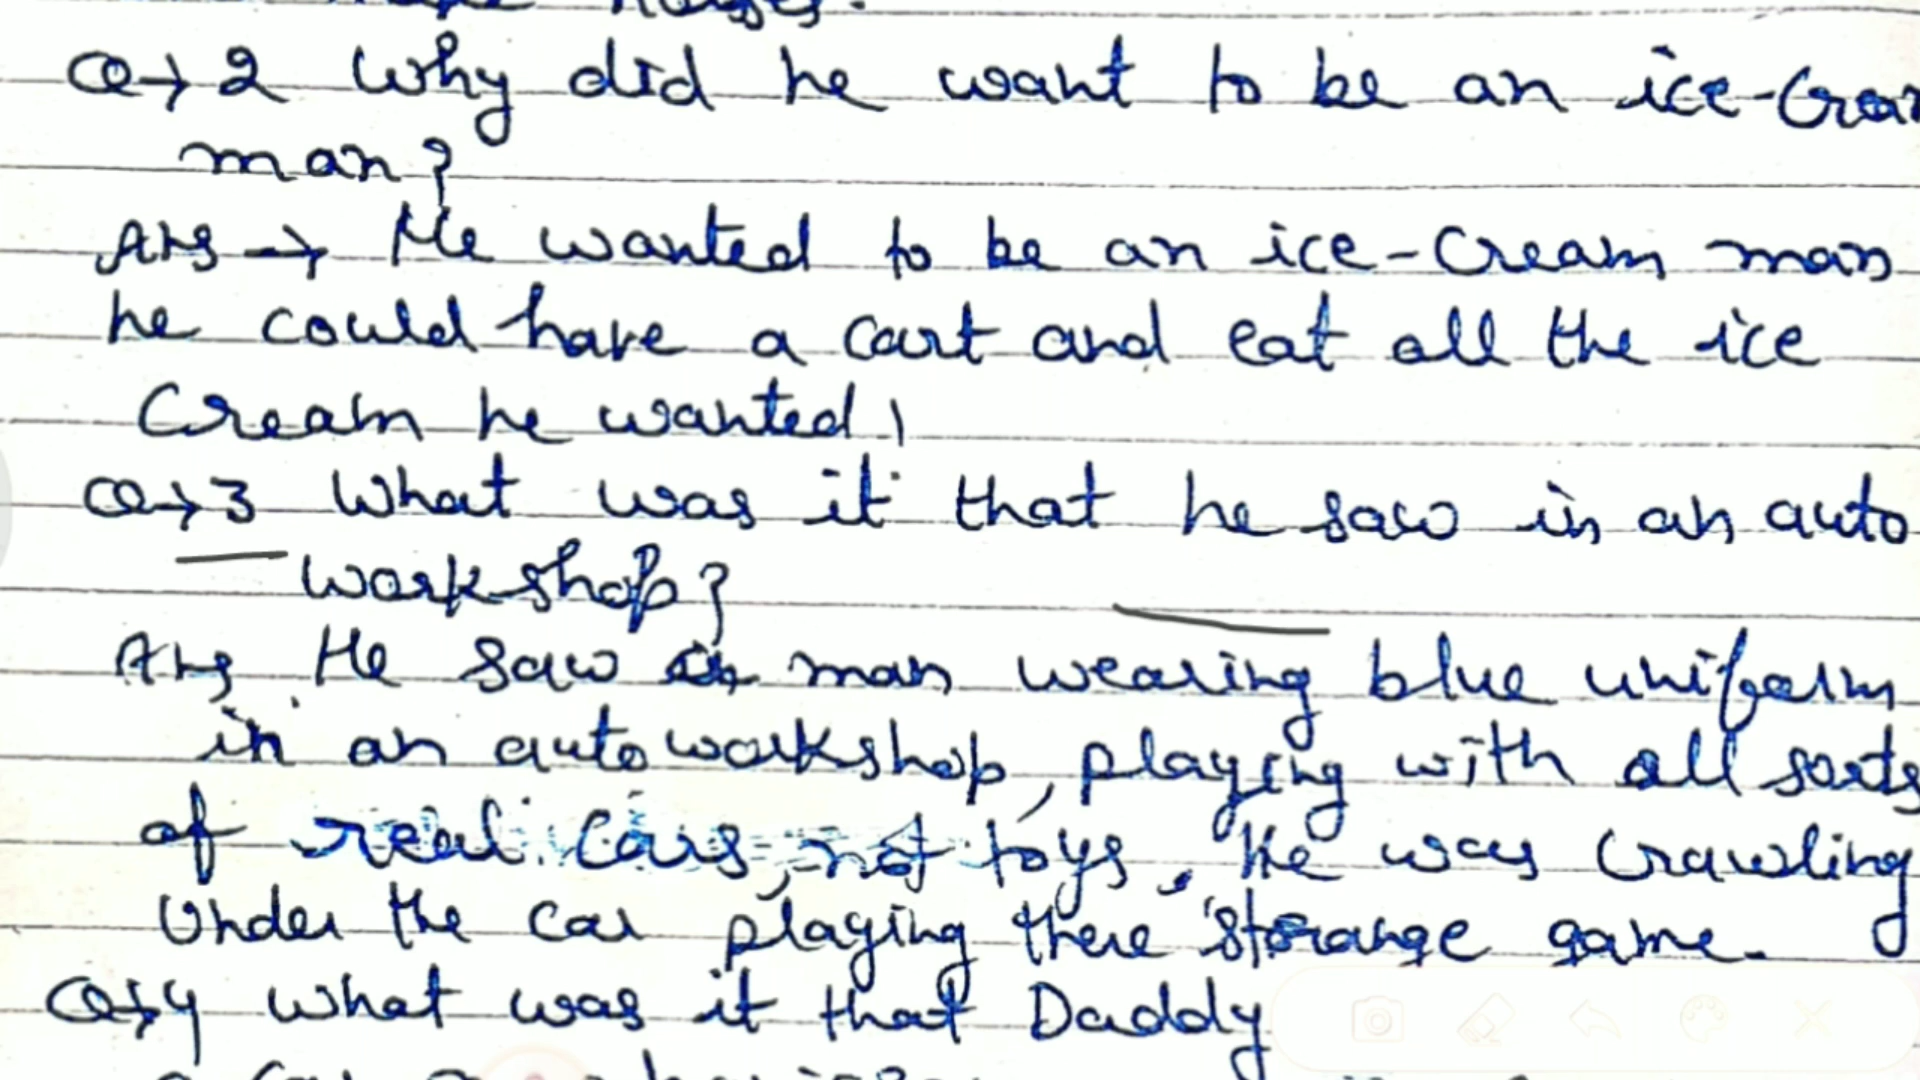 Q→2 Why did he want to be an ice-
man?
Ans → He wanted to be an ice-Cream man
he could have a cart and eat all the ice
Cream he wanted.
Q→3 What was it that he saw in an auto
workshop?
Ans He saw man wearing blue uniform
in an auto workshop, playing with all sorts
of real cars, not toys, He was crawling
Under the car playing there storange game.
Q→4 What was it that Daddy